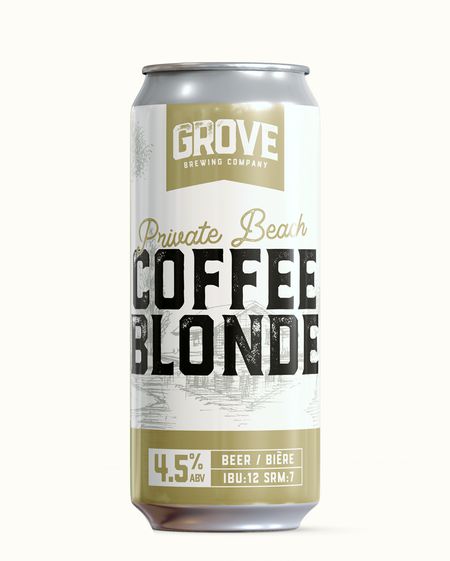 GROVE
BREWING COMPANY
Private Beach
COFFEE
BLONDE
4.5% ABV
BEER / BIÈRE
IBU:12 SRM:7